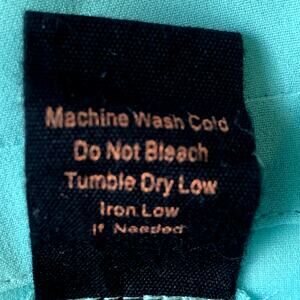 Machine Wash Cold
Do Not Bleach
Tumble Dry Low
Iron Low
If Needed